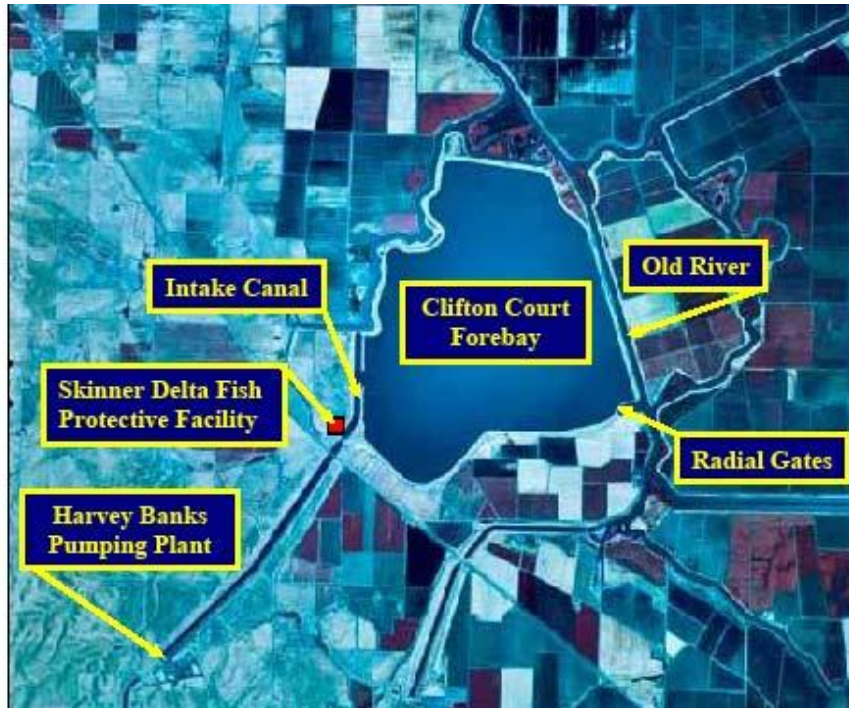 Intake Canal
Clifton Court
Forebay
Old River
Skinner Delta Fish
Protective Facility
Radial Gates
Harvey Banks
Pumping Plant